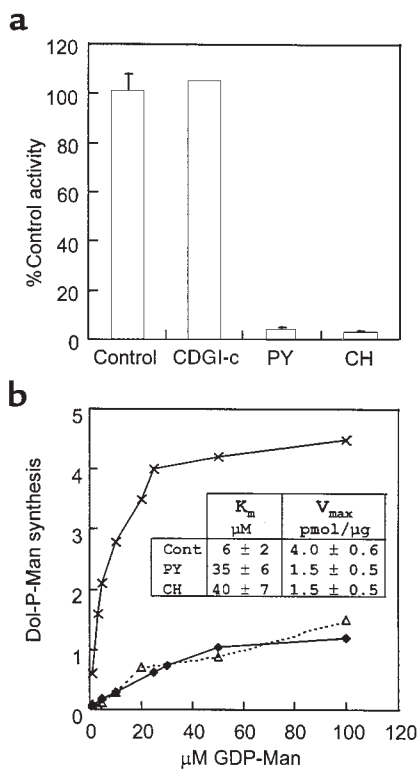 a
120
100
80
60
40
20
0
%Control activity
Control CDGI-c PY CH
b
5
4
3
2
1
0
Dol-P-Man synthesis
Km Vmax
µM pmol/µg
Cont 6 ± 2 4.0 ± 0.6
PY 35 ± 6 1.5 ± 0.5
CH 40 ± 7 1.5 ± 0.5
0 20 40 60 80 100 120
µM GDP-Man